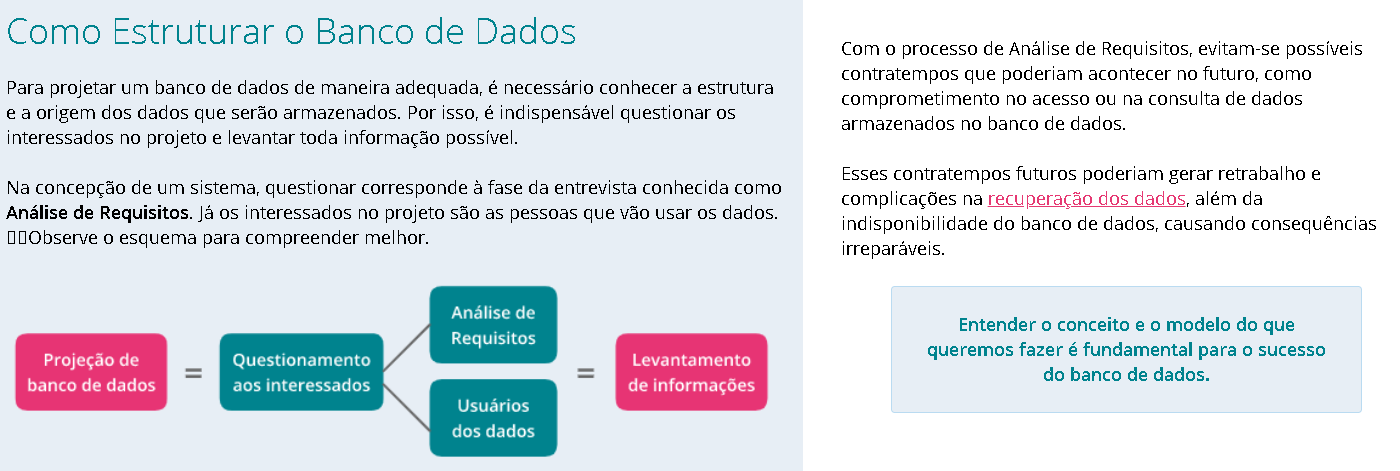 Como Estruturar o Banco de Dados
Para projetar um banco de dados de maneira adequada, é necessário conhecer a estrutura
e a origem dos dados que serão armazenados. Por isso, é indispensável questionar os
interessados no projeto e levantar toda informação possível.
Na concepção de um sistema, questionar corresponde à fase da entrevista conhecida como
Análise de Requisitos. Já os interessados no projeto são as pessoas que vão usar os dados.
▯▯Observe o esquema para compreender melhor.
Projeção de
banco de dados
=
Questionamento
aos interessados
Análise de
Requisitos
Usuários
dos dados
=
Levantamento
de informações
Com o processo de Análise de Requisitos, evitam-se possíveis
contratempos que poderiam acontecer no futuro, como
comprometimento no acesso ou na consulta de dados
armazenados no banco de dados.
Esses contratempos futuros poderiam gerar retrabalho e
complicações na recuperação dos dados, além da
indisponibilidade do banco de dados, causando consequências
irreparáveis.
Entender o conceito e o modelo do que
queremos fazer é fundamental para o sucesso
do banco de dados.